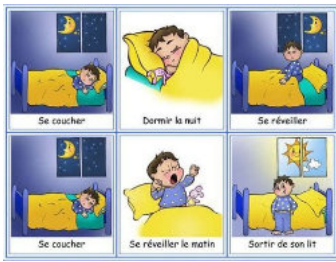 Se coucher
Dormir la nuit
Se réveiller
Se coucher
Se réveiller le matin
Sortir de son lit